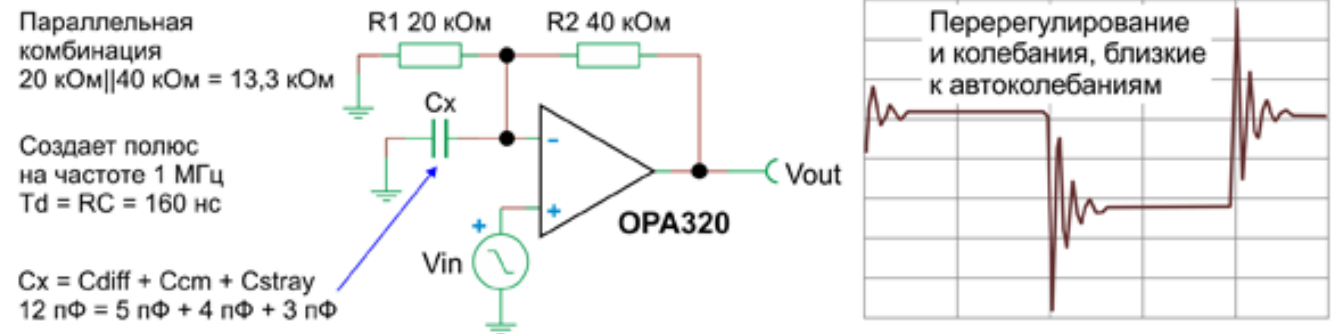 Параллельная
комбинация
20 кОм||40 кОм = 13,3 кОм
Создает полюс
на частоте 1 МГц
Td = RC = 160 нс
Cx = Cdiff + Ccm + Cstray
12 пФ = 5 пФ + 4 пФ + 3 пФ
R1 20 кОм
R2 40 кОм
Cx
-
+
+
Vin
OPA320
Vout
Перерегулирование
и колебания, близкие
к автоколебаниям